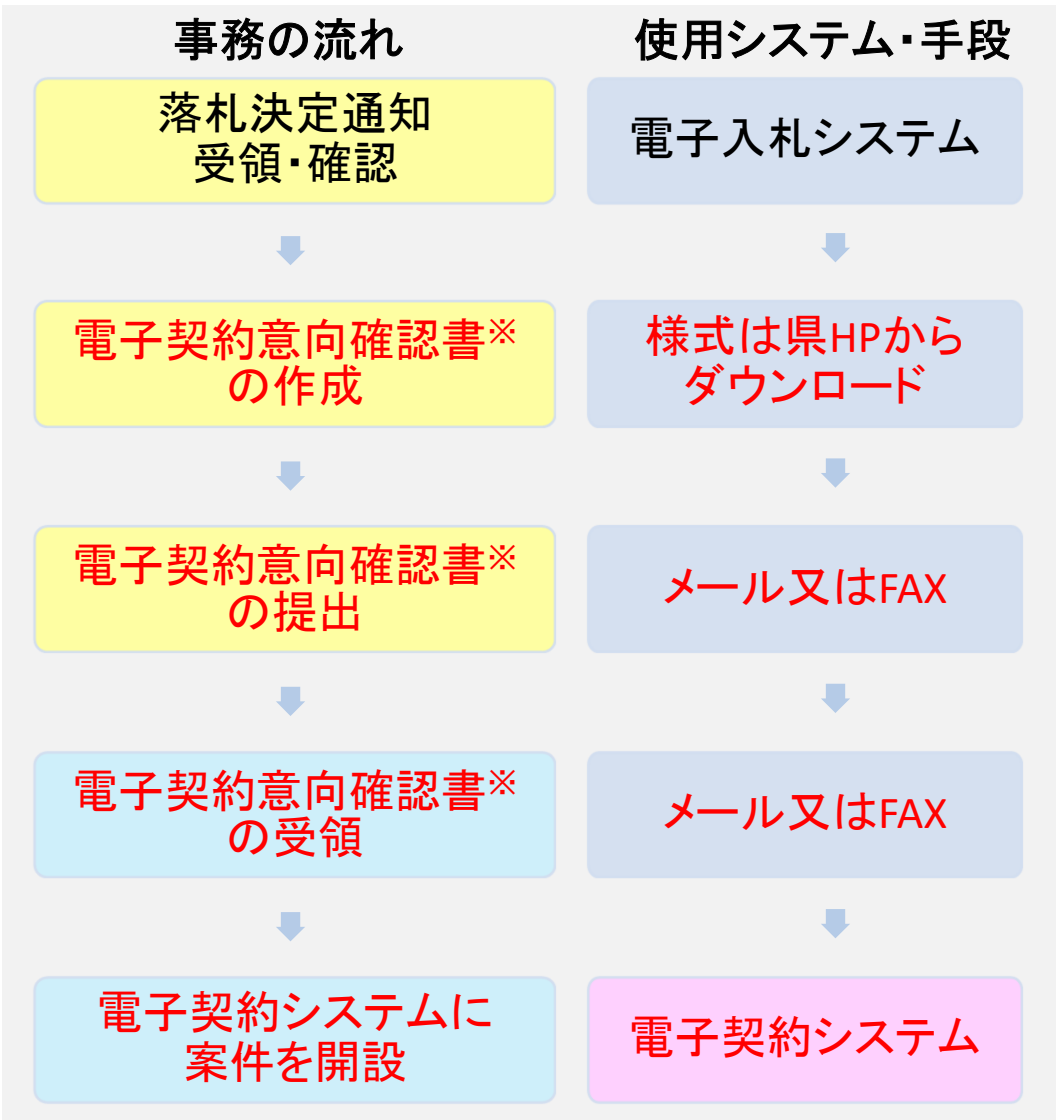 事務の流れ
使用システム・手段
落札決定通知
受領・確認
電子入札システム
電子契約意向確認書※
の作成
様式は県HPから
ダウンロード
電子契約意向確認書※
の提出
メール又はFAX
電子契約意向確認書※
の受領
メール又はFAX
電子契約システムに
案件を開設
電子契約システム